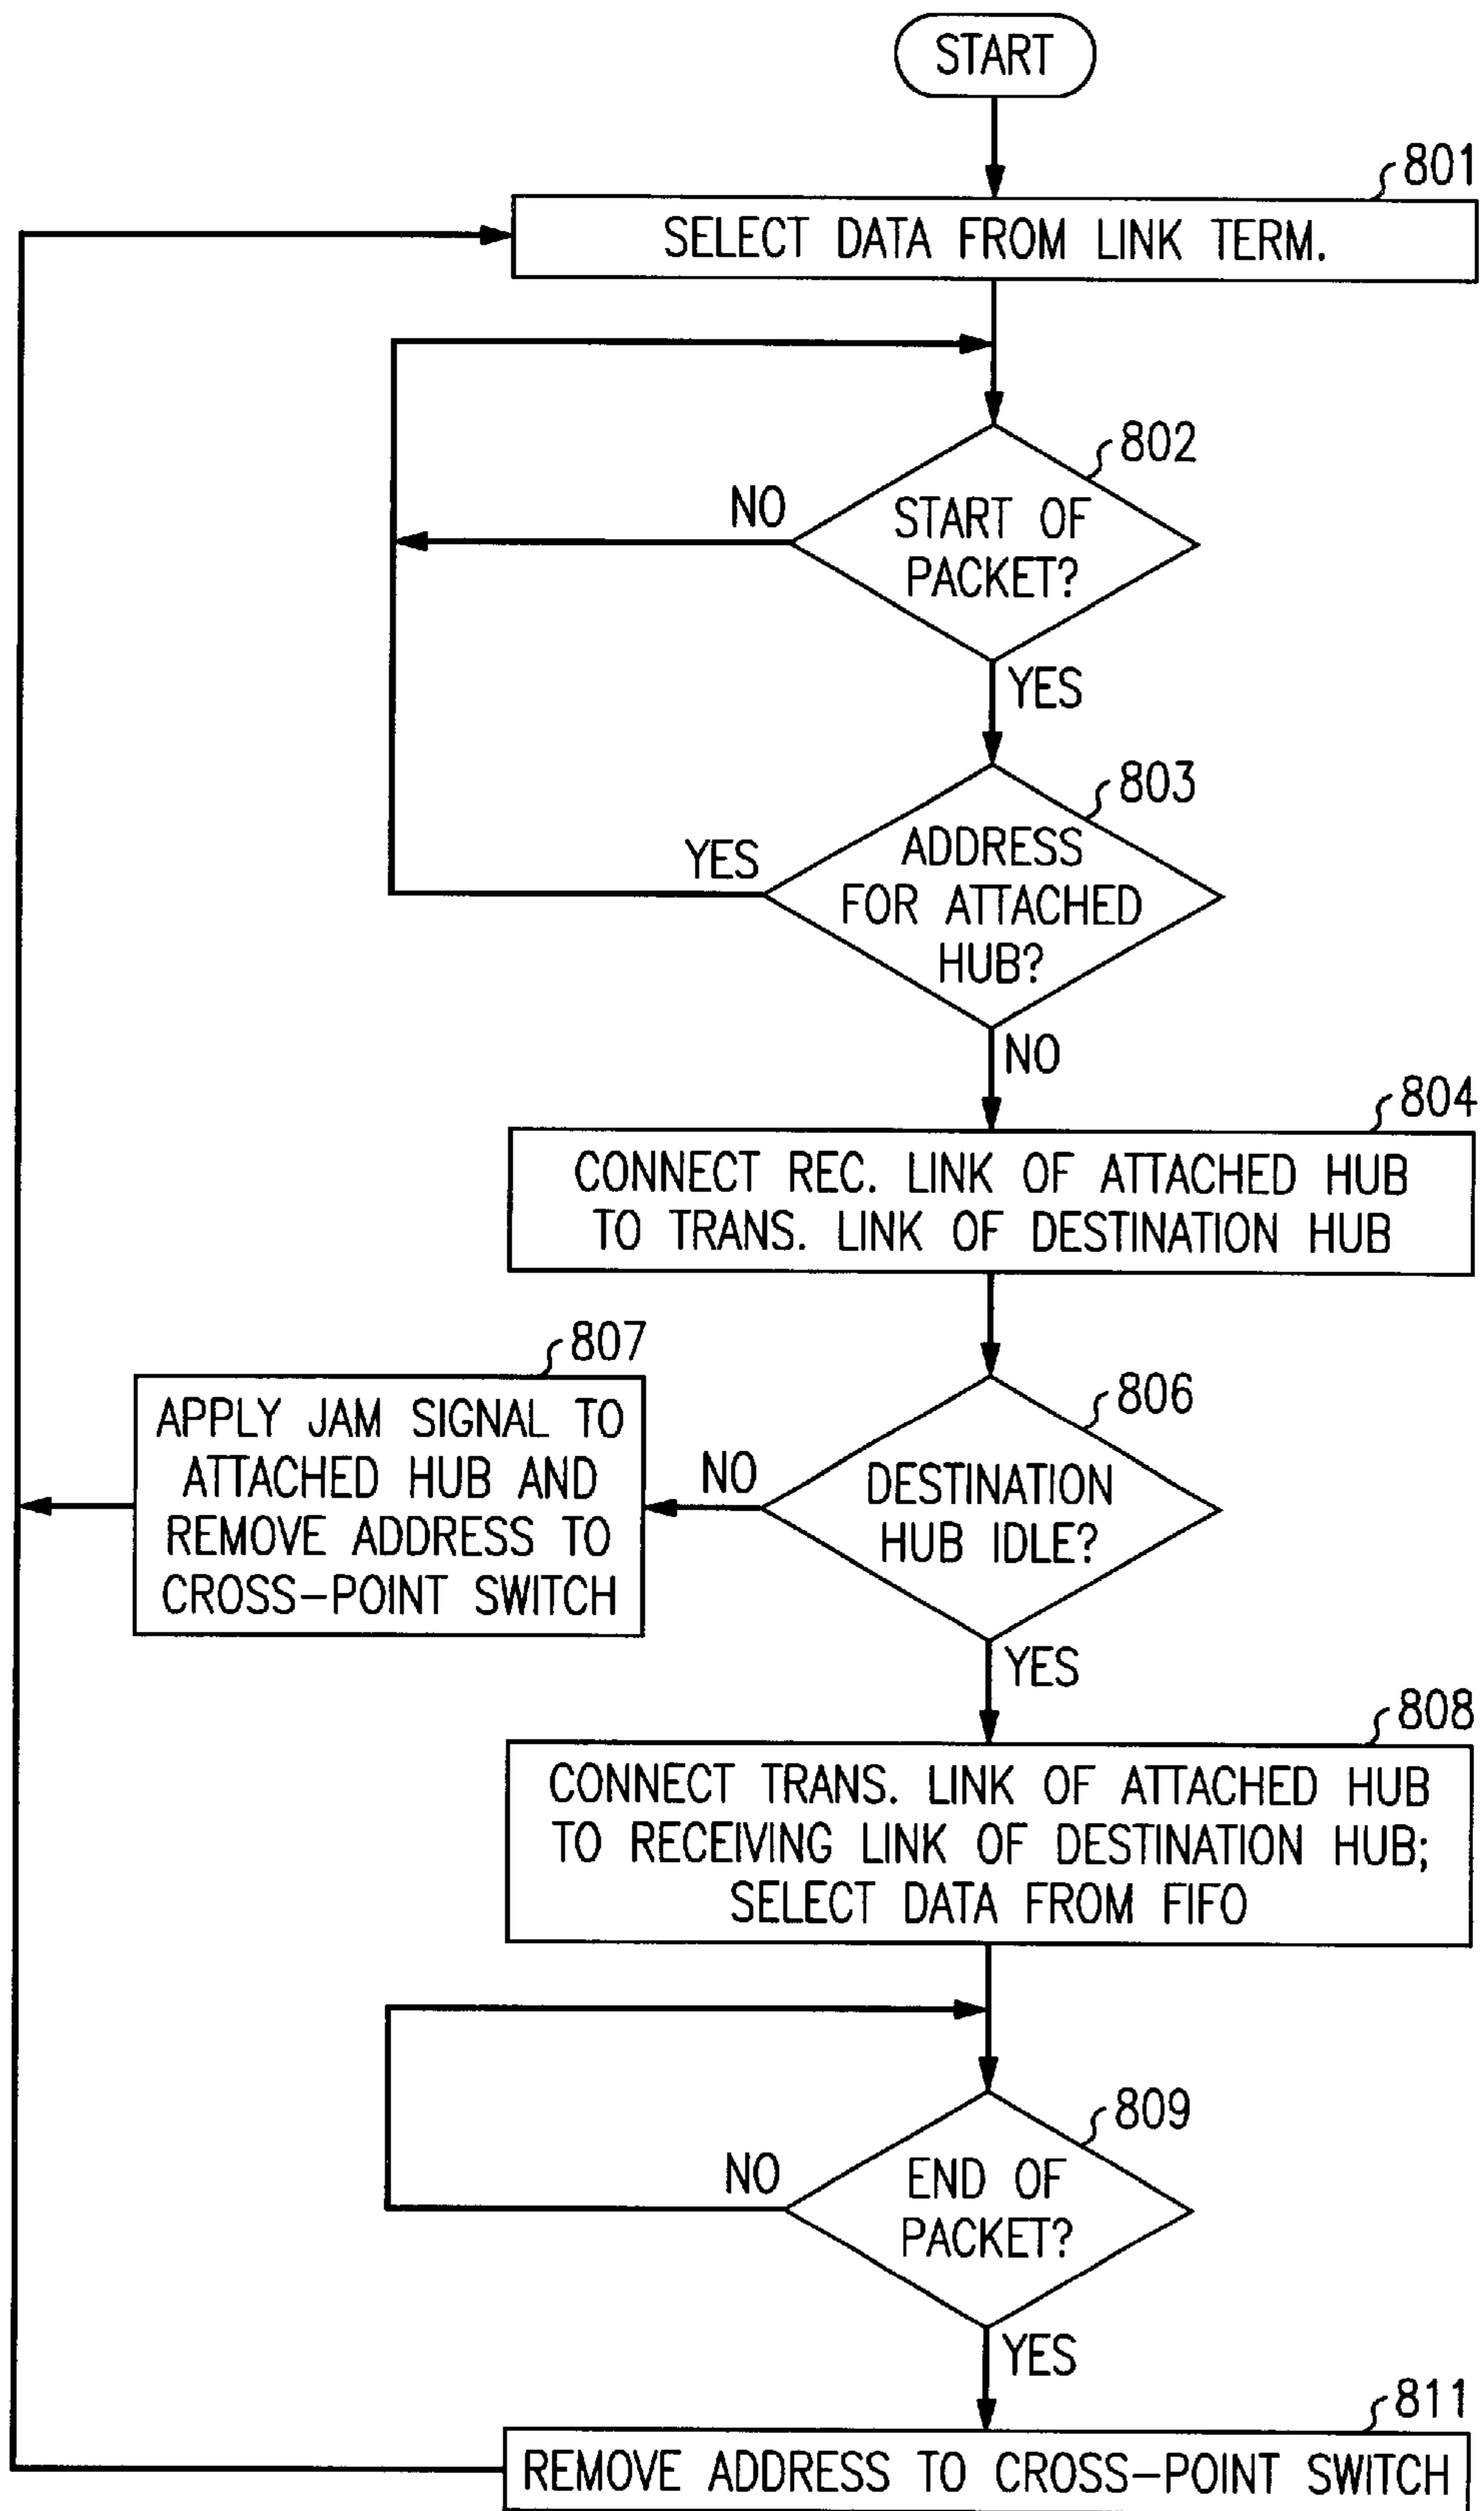 START
801
SELECT DATA FROM LINK TERM.
802
NO
START OF
PACKET?
YES
803
YES
ADDRESS
FOR ATTACHED
HUB?
NO
804
CONNECT REC. LINK OF ATTACHED HUB
TO TRANS. LINK OF DESTINATION HUB
807
APPLY JAM SIGNAL TO
ATTACHED HUB AND
REMOVE ADDRESS TO
CROSS-POINT SWITCH
806
NO
DESTINATION
HUB IDLE?
YES
808
CONNECT TRANS. LINK OF ATTACHED HUB
TO RECEIVING LINK OF DESTINATION HUB;
SELECT DATA FROM FIFO
809
NO
END OF
PACKET?
YES
811
REMOVE ADDRESS TO CROSS-POINT SWITCH